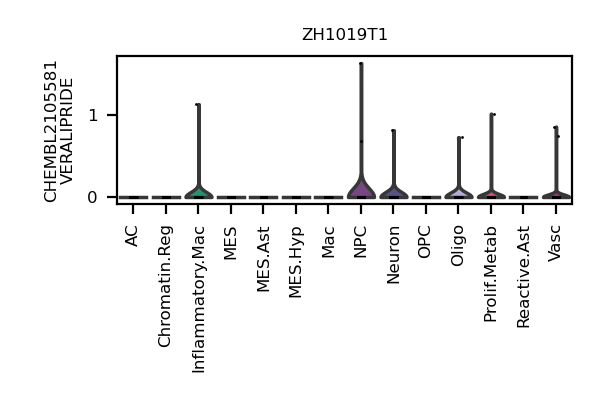 ZH1019T1
CHEMBL2105581
VERALIPRIDE
1
0
AC
Chromatin.Reg
Inflammatory.Mac
MES
MES.Ast
MES.Hyp
Mac
NPC
Neuron
OPC
Oligo
Prolif.Metab
Reactive.Ast
Vasc